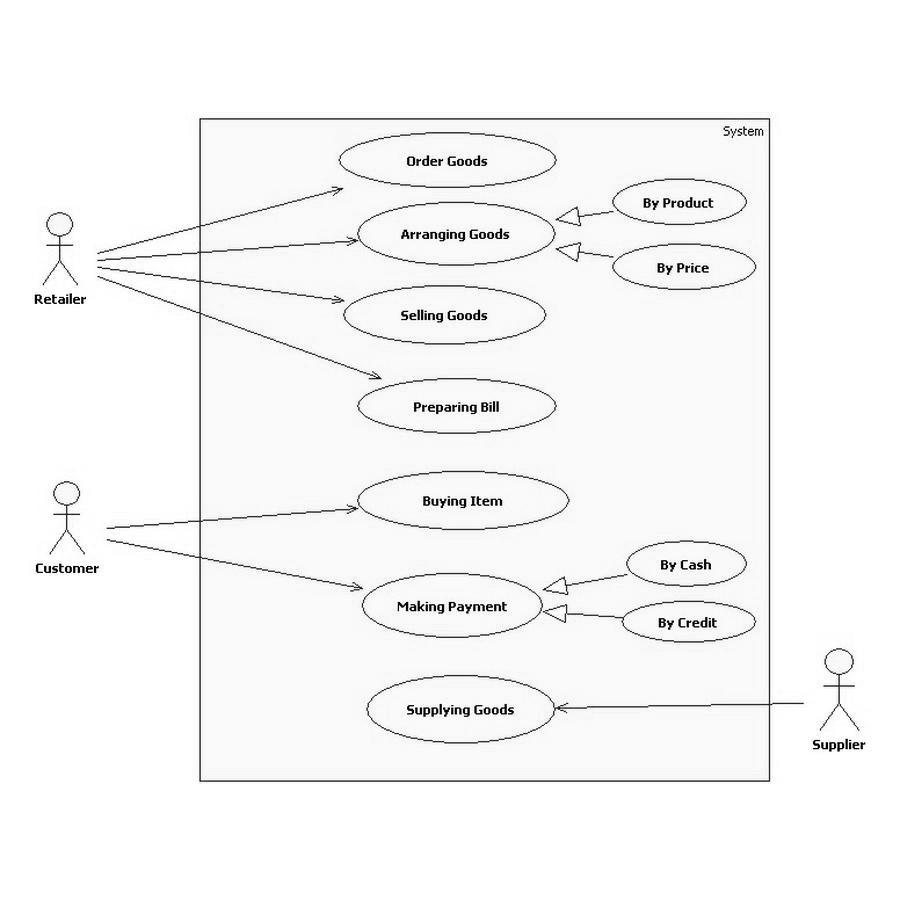 System
Order Goods
By Product
Arranging Goods
By Price
Retailer
Selling Goods
Preparing Bill
Buying Item
Customer
By Cash
Making Payment
By Credit
Supplying Goods
Supplier